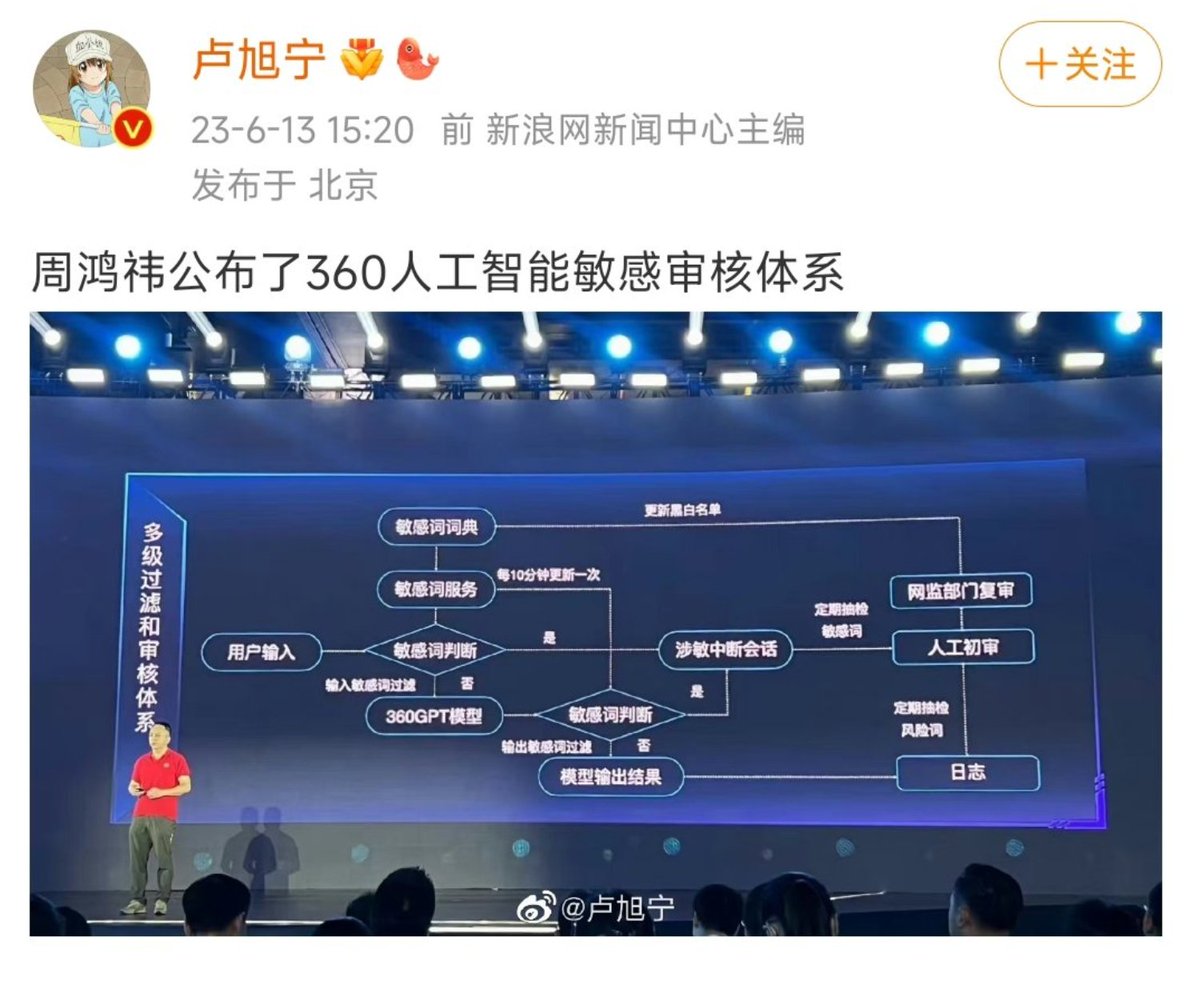 卢旭宁
十关注
23-6-13 15:20 前 新浪网新闻中心主编
发布于 北京
周鸿祎公布了360人工智能敏感审核体系
多级过滤和审核体系
敏感词词典
更新黑白名单
敏感词服务
每10分钟更新一次
网监部门复审
定期抽检
敏感词
用户输入
敏感词判断
是
涉敏中断会话
人工初审
输入敏感词过滤
否
360GPT模型
敏感词判断
是
定期抽检
风险词
输出敏感词过滤
否
模型输出结果
日志
@卢旭宁